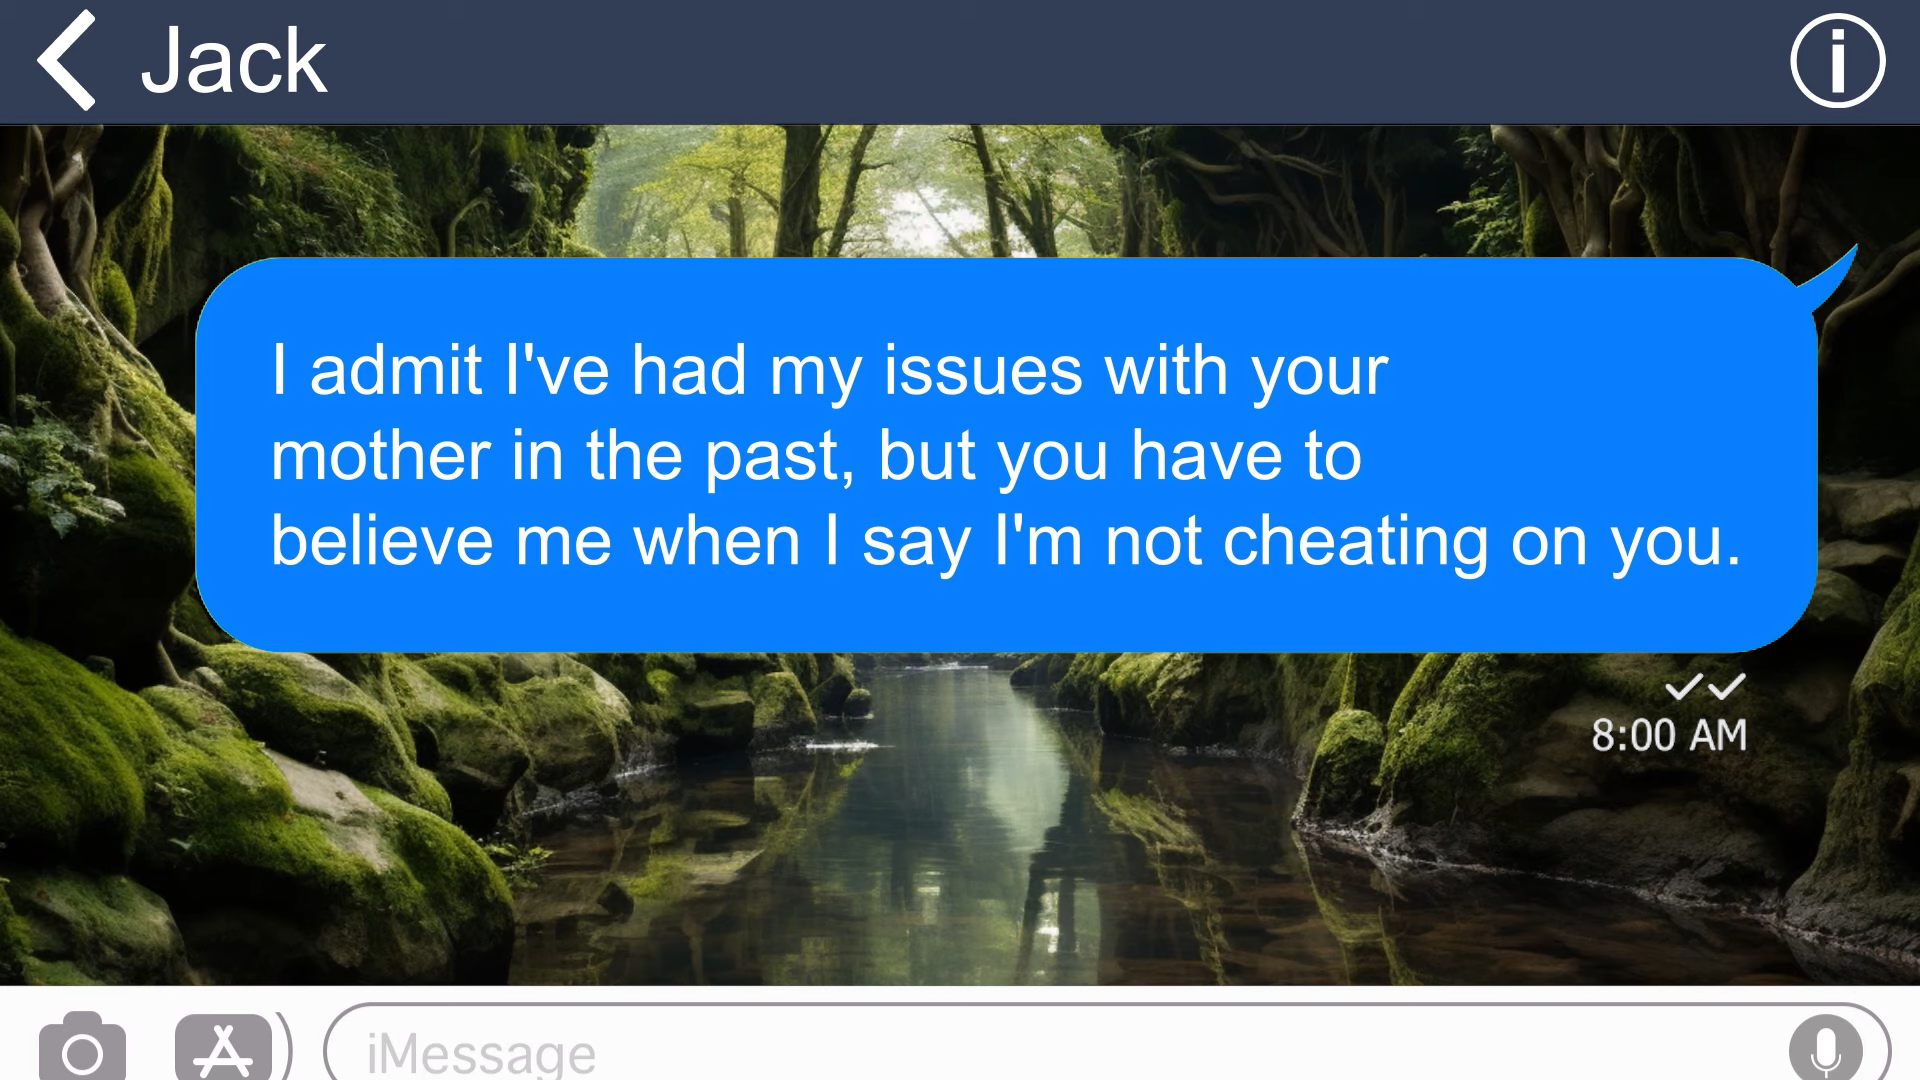 Jack
I admit I've had my issues with your
mother in the past, but you have to
believe me when I say I'm not cheating on you.
8:00 AM
iMessage